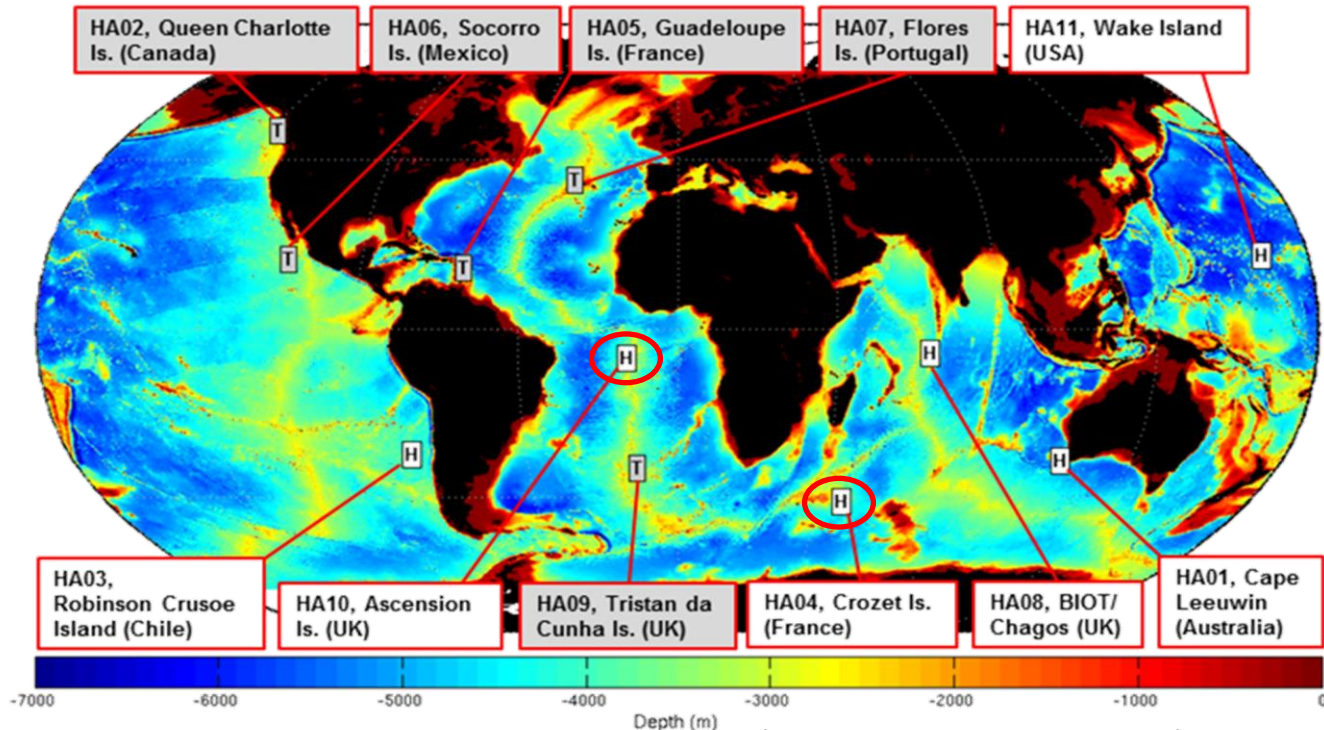 HA02, Queen Charlotte
Is. (Canada)
HA06, Socorro
Is. (Mexico)
HA05, Guadeloupe
Is. (France)
HA07, Flores
Is. (Portugal)
HA11, Wake Island
(USA)
T
T
T
T
H
H
H
H
T
H
H
HA03,
Robinson Crusoe
Island (Chile)
HA10, Ascension
Is. (UK)
HA09, Tristan da
Cunha Is. (UK)
HA04, Crozet Is.
(France)
HA08, BIOT/
Chagos (UK)
HA01, Cape
Leeuwin
(Australia)
-7000 -6000 -5000 -4000 -3000 -2000 -1000 0
Depth (m)